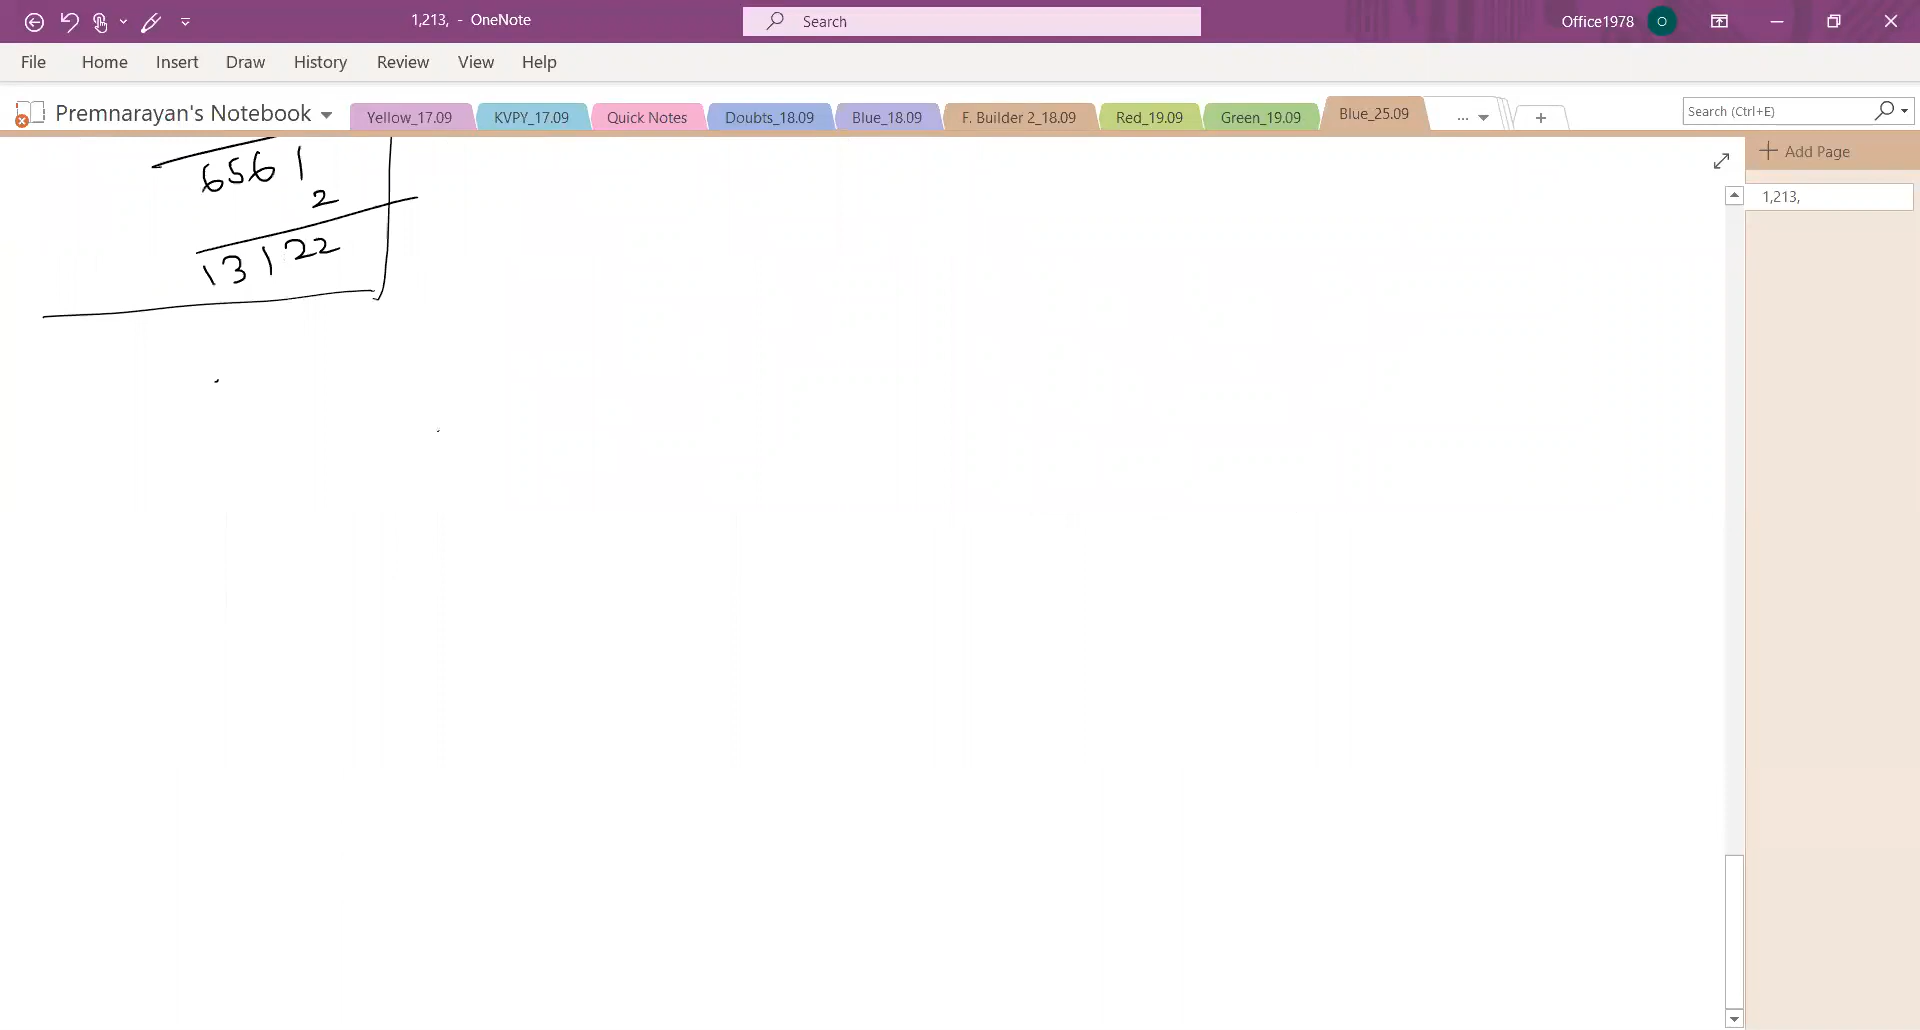 1,213, - OneNote
Search
Office1978
O
File Home Insert Draw History Review View Help
Premnarayan's Notebook
Yellow_17.09
KVPY_17.09
Quick Notes
Doubts_18.09
Blue_18.09
F. Builder 2_18.09
Red_19.09
Green_19.09
Blue_25.09
...
Search (Ctrl+E)
Add Page
1,213,
6561
2
13122